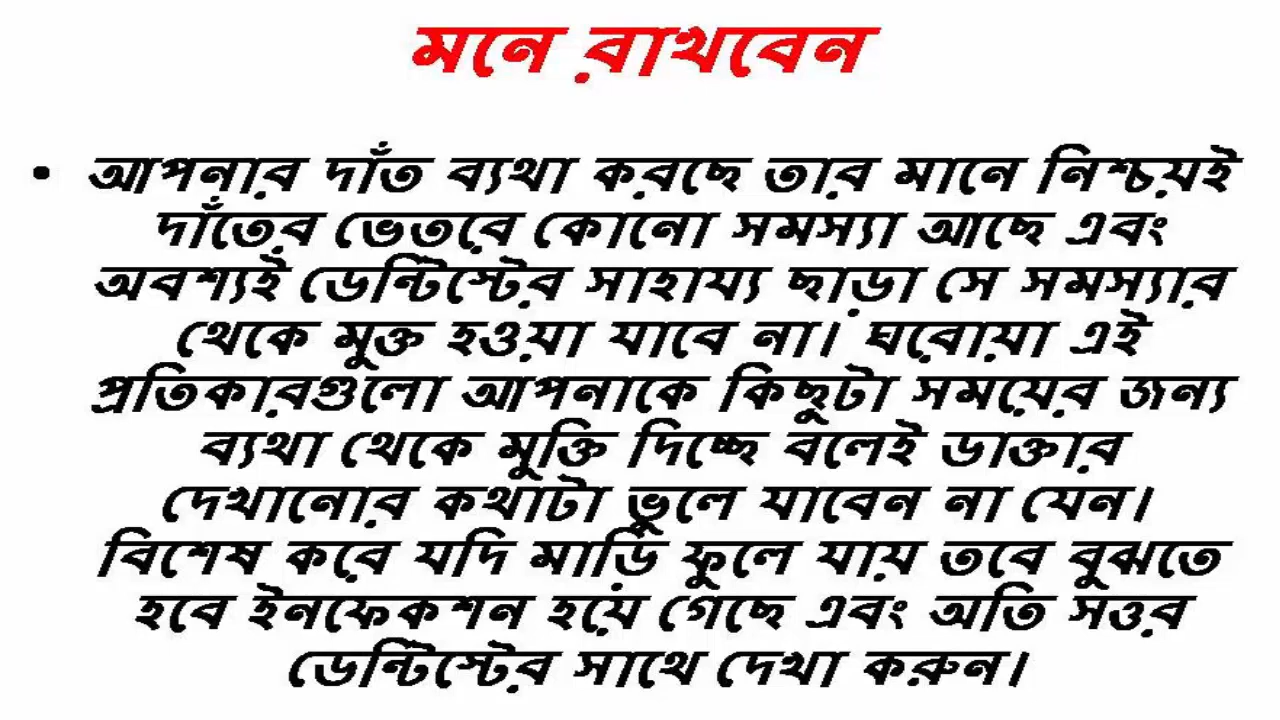 মনে রাখবেন
• আপনার দাঁত ব্যথা করছে তার মানে নিশ্চয়ই
দাঁতের ভেতরে কোনো সমস্যা আছে এবং
অবশ্যই ডেন্টিস্টের সাহায্য ছাড়া সে সমস্যার
থেকে মুক্ত হওয়া যাবে না। ঘরোয়া এই
প্রতিকারগুলো আপনাকে কিছুটা সময়ের জন্য
ব্যথা থেকে মুক্তি দিচ্ছে বলেই ডাক্তার
দেখানোর কথাটা ভুলে যাবেন না যেন।
বিশেষ করে যদি মাড়ি ফুলে যায় তবে বুঝতে
হবে ইনফেকশন হয়ে গেছে এবং অতি সত্তর
ডেন্টিস্টের সাথে দেখা করুন।